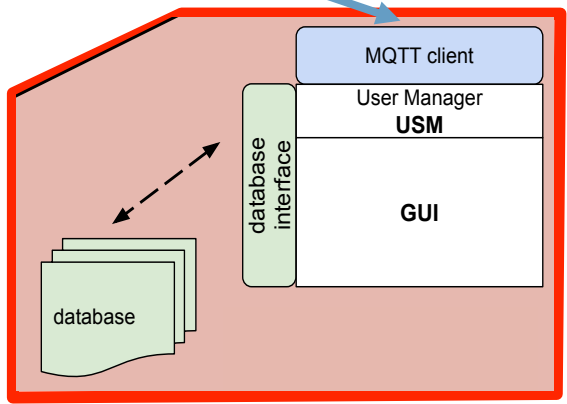 MQTT client
User Manager
USM
database
interface
GUI
database